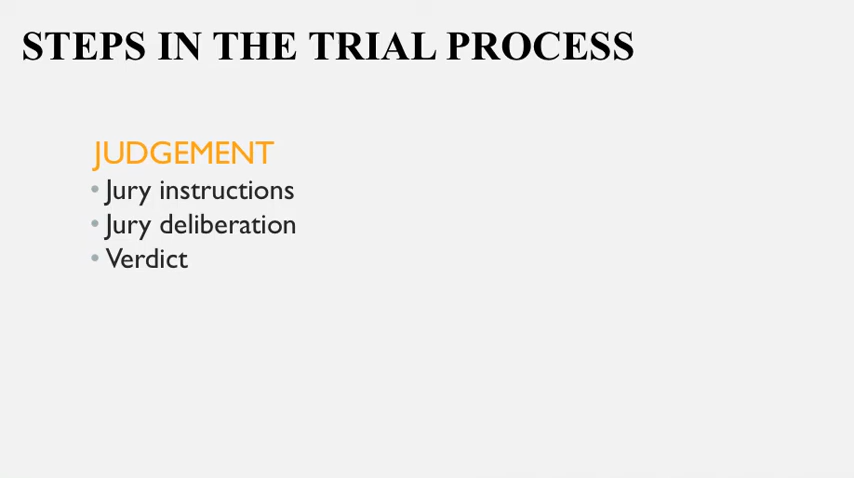 STEPS IN THE TRIAL PROCESS
JUDGEMENT
• Jury instructions
• Jury deliberation
• Verdict